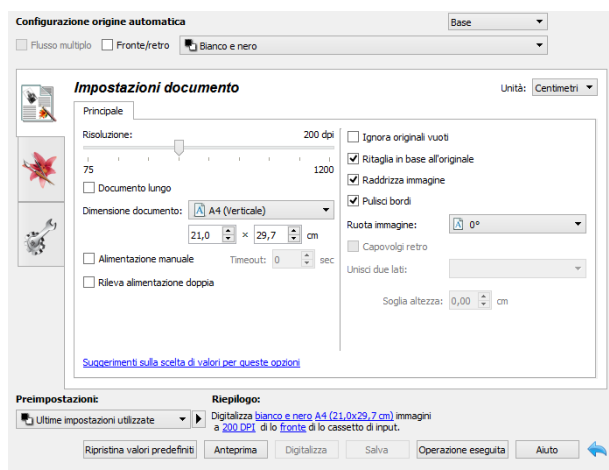 Configurazione origine automatica
Base
Flusso multiplo Fronte/retro Bianco e nero
Impostazioni documento
Unità: Centimetri
Principale
Risoluzione: 200 dpi
75 1200
Documento lungo
Dimensione documento: A4 (Verticale)
21,0 × 29,7 cm
Alimentazione manuale Timeout: 0 sec
Rileva alimentazione doppia
Suggerimenti sulla scelta di valori per queste opzioni
Ignora originali vuoti
Ritaglia in base all'originale
Raddrizza immagine
Pulisci bordi
Ruota immagine: 0°
Capovolgi retro
Unisci due lati:
Soglia altezza: 0,00 cm
Preimpostazioni:
Ultime impostazioni utilizzate
Riepilogo:
Digitalizza bianco e nero A4 (21,0x29,7 cm) immagini
a 200 DPI di lo fronte di lo cassetto di input.
Ripristina valori predefiniti Anteprima Digitalizza Salva Operazione eseguita Aiuto